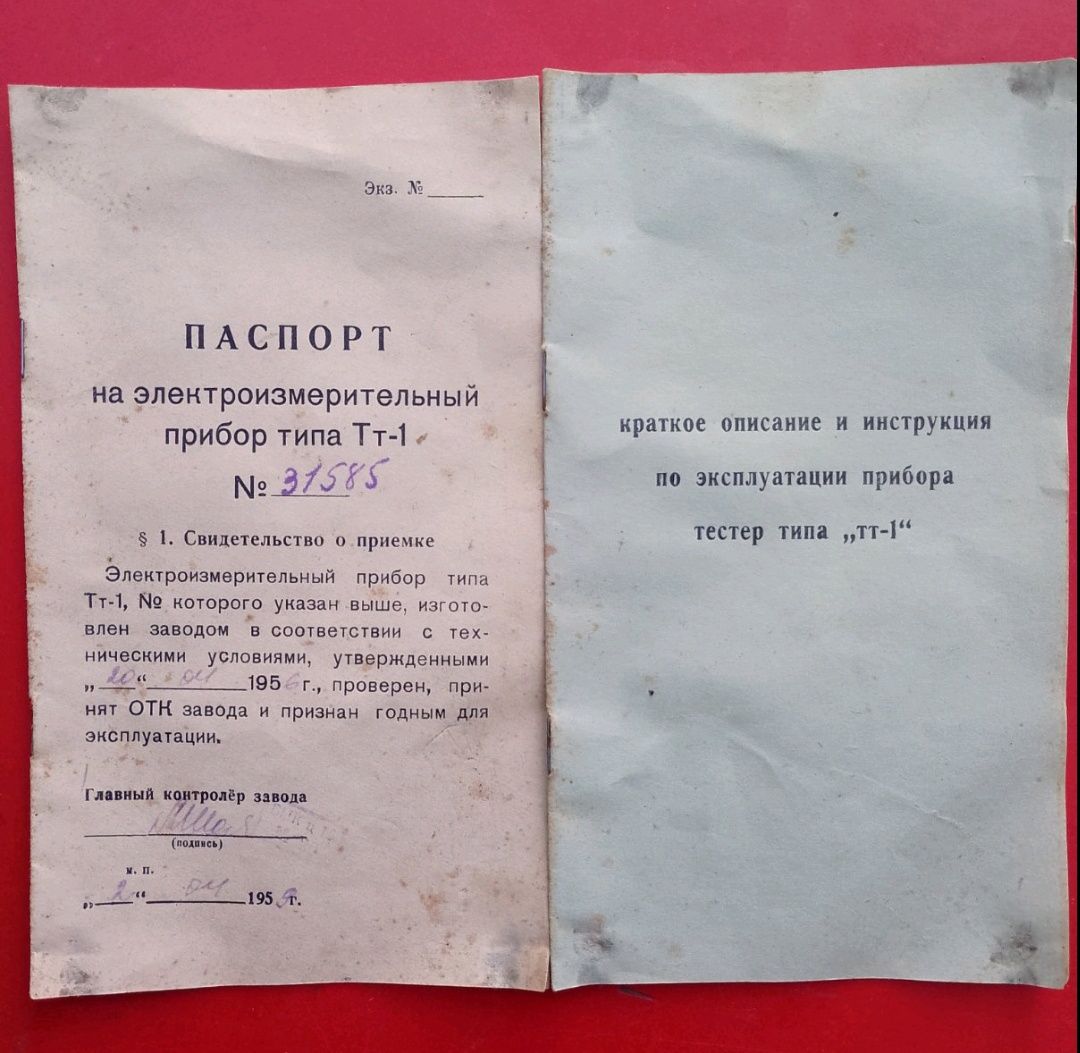 Экз. №
ПАСПОРТ
на электроизмерительный
прибор типа Тт-1
№ 31585
§ 1. Свидетельство о приемке
Электроизмерительный прибор типа
Тт-1, № которого указан выше, изгото-
влен заводом в соответствии с тех-
ническими условиями, утвержденными
„20“ 04 1956 г., проверен, при-
нят ОТК завода и признан годным для
эксплуатации.
Главный контролёр завода
(подпись)
м. п.
„2“ 04 195 г.
краткое описание и инструкция
по эксплуатации прибора
тестер типа „тт-1“